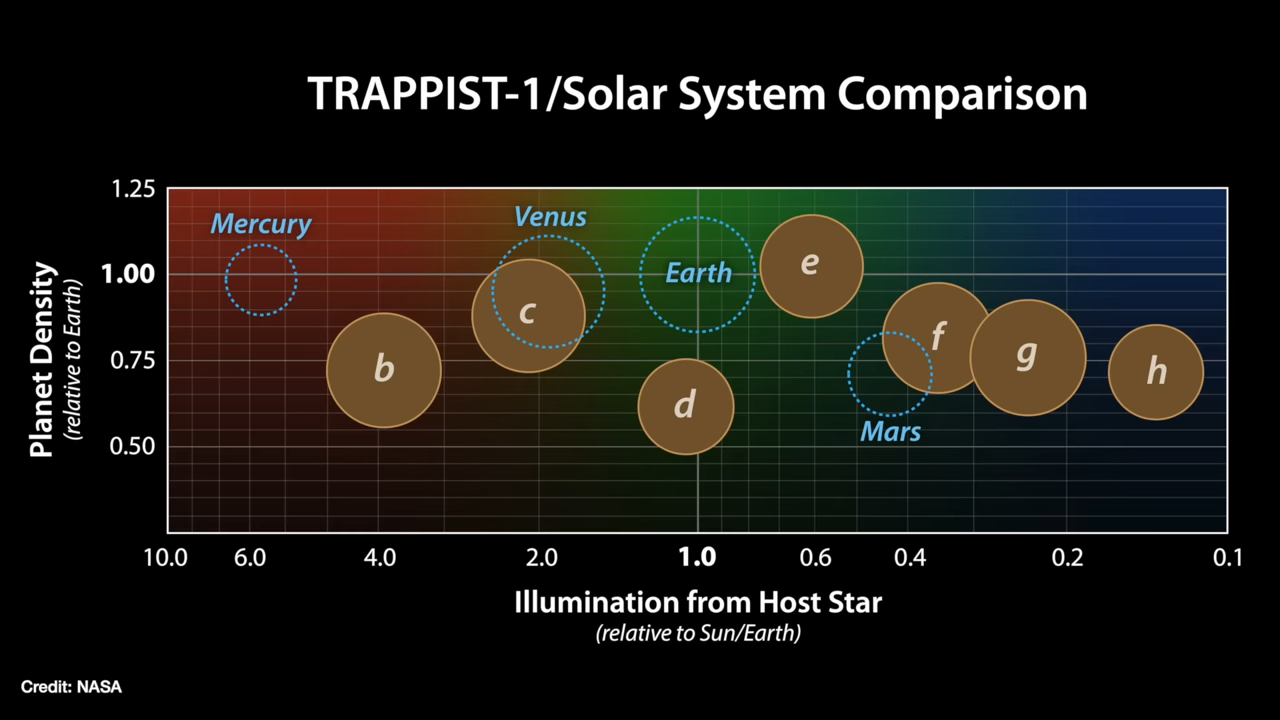 TRAPPIST-1/Solar System Comparison
1.25
Mercury
Venus
Planet Density
(relative to Earth)
1.00
Earth
e
c
f
g
0.75
b
h
d
Mars
0.50
10.0 6.0 4.0 2.0 1.0 0.6 0.4 0.2 0.1
Illumination from Host Star
(relative to Sun/Earth)
Credit: NASA